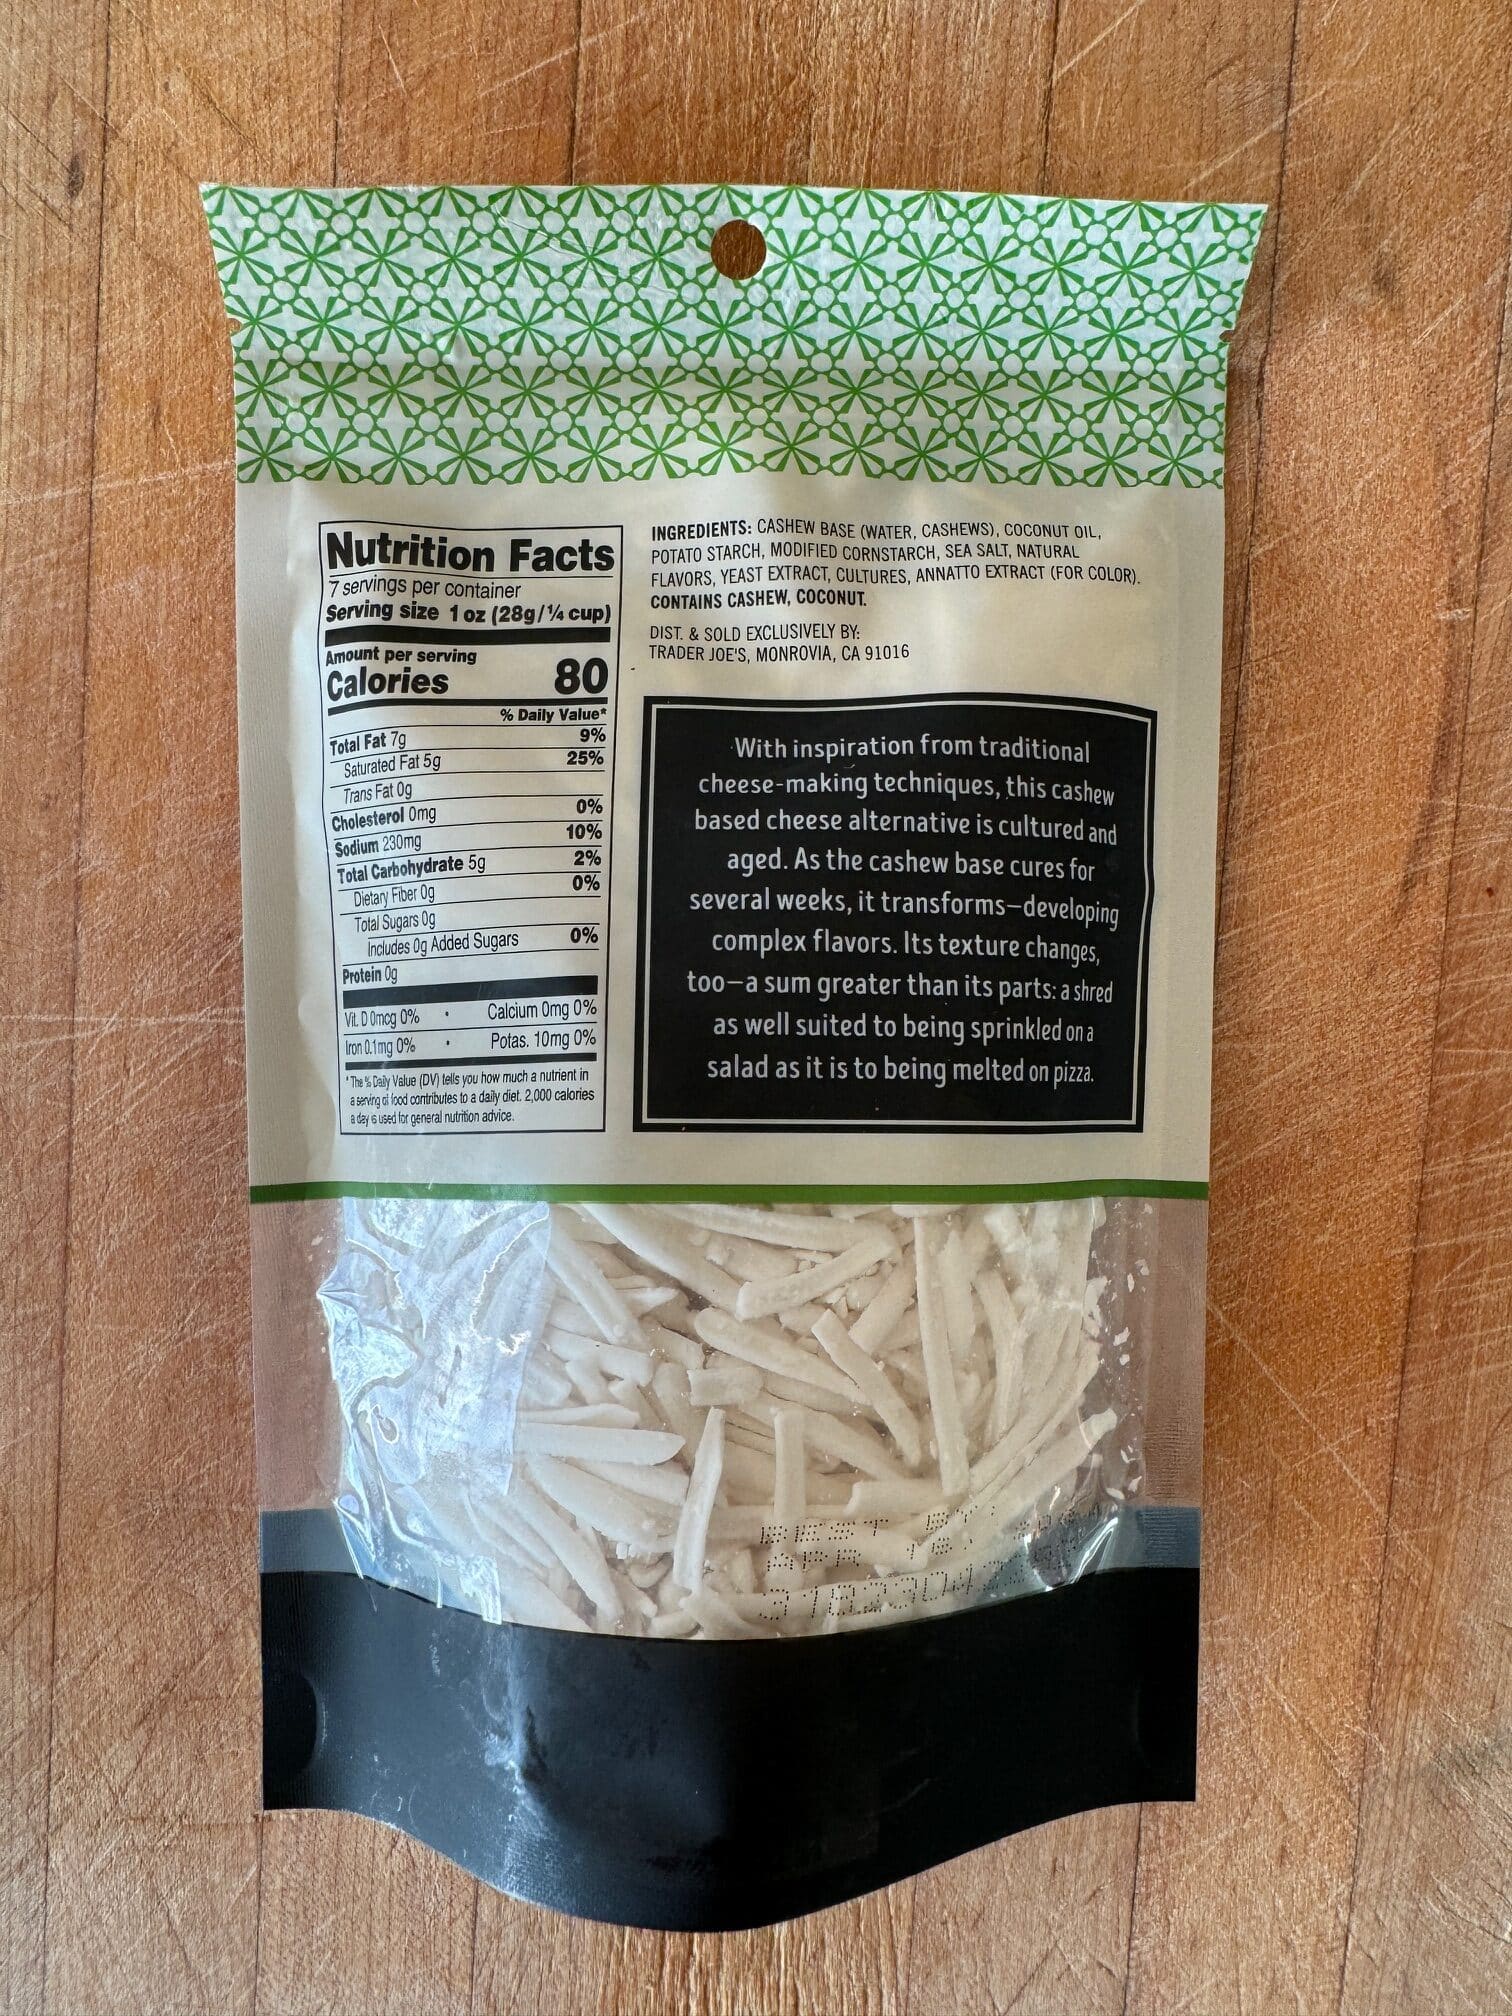 Nutrition Facts
7 servings per container
Serving size 1 oz (28g/¼ cup)
Amount per serving
Calories 80
% Daily Value*
Total Fat 7g 9%
Saturated Fat 5g 25%
Trans Fat 0g
Cholesterol 0mg 0%
Sodium 230mg 10%
Total Carbohydrate 5g 2%
Dietary Fiber 0g 0%
Total Sugars 0g
Includes 0g Added Sugars 0%
Protein 0g
Vit. D 0mcg 0% • Calcium 0mg 0%
Iron 0.1mg 0% • Potas. 10mg 0%
*The % Daily Value (DV) tells you how much a nutrient in
a serving of food contributes to a daily diet. 2,000 calories
a day is used for general nutrition advice.
INGREDIENTS: CASHEW BASE (WATER, CASHEWS), COCONUT OIL,
POTATO STARCH, MODIFIED CORNSTARCH, SEA SALT, NATURAL
FLAVORS, YEAST EXTRACT, CULTURES, ANNATTO EXTRACT (FOR COLOR).
CONTAINS CASHEW, COCONUT.
DIST. & SOLD EXCLUSIVELY BY:
TRADER JOE'S, MONROVIA, CA 91016
With inspiration from traditional
cheese-making techniques, this cashew
based cheese alternative is cultured and
aged. As the cashew base cures for
several weeks, it transforms—developing
complex flavors. Its texture changes,
too—a sum greater than its parts: a shred
as well suited to being sprinkled on a
salad as it is to being melted on pizza.
BEST BY
APR